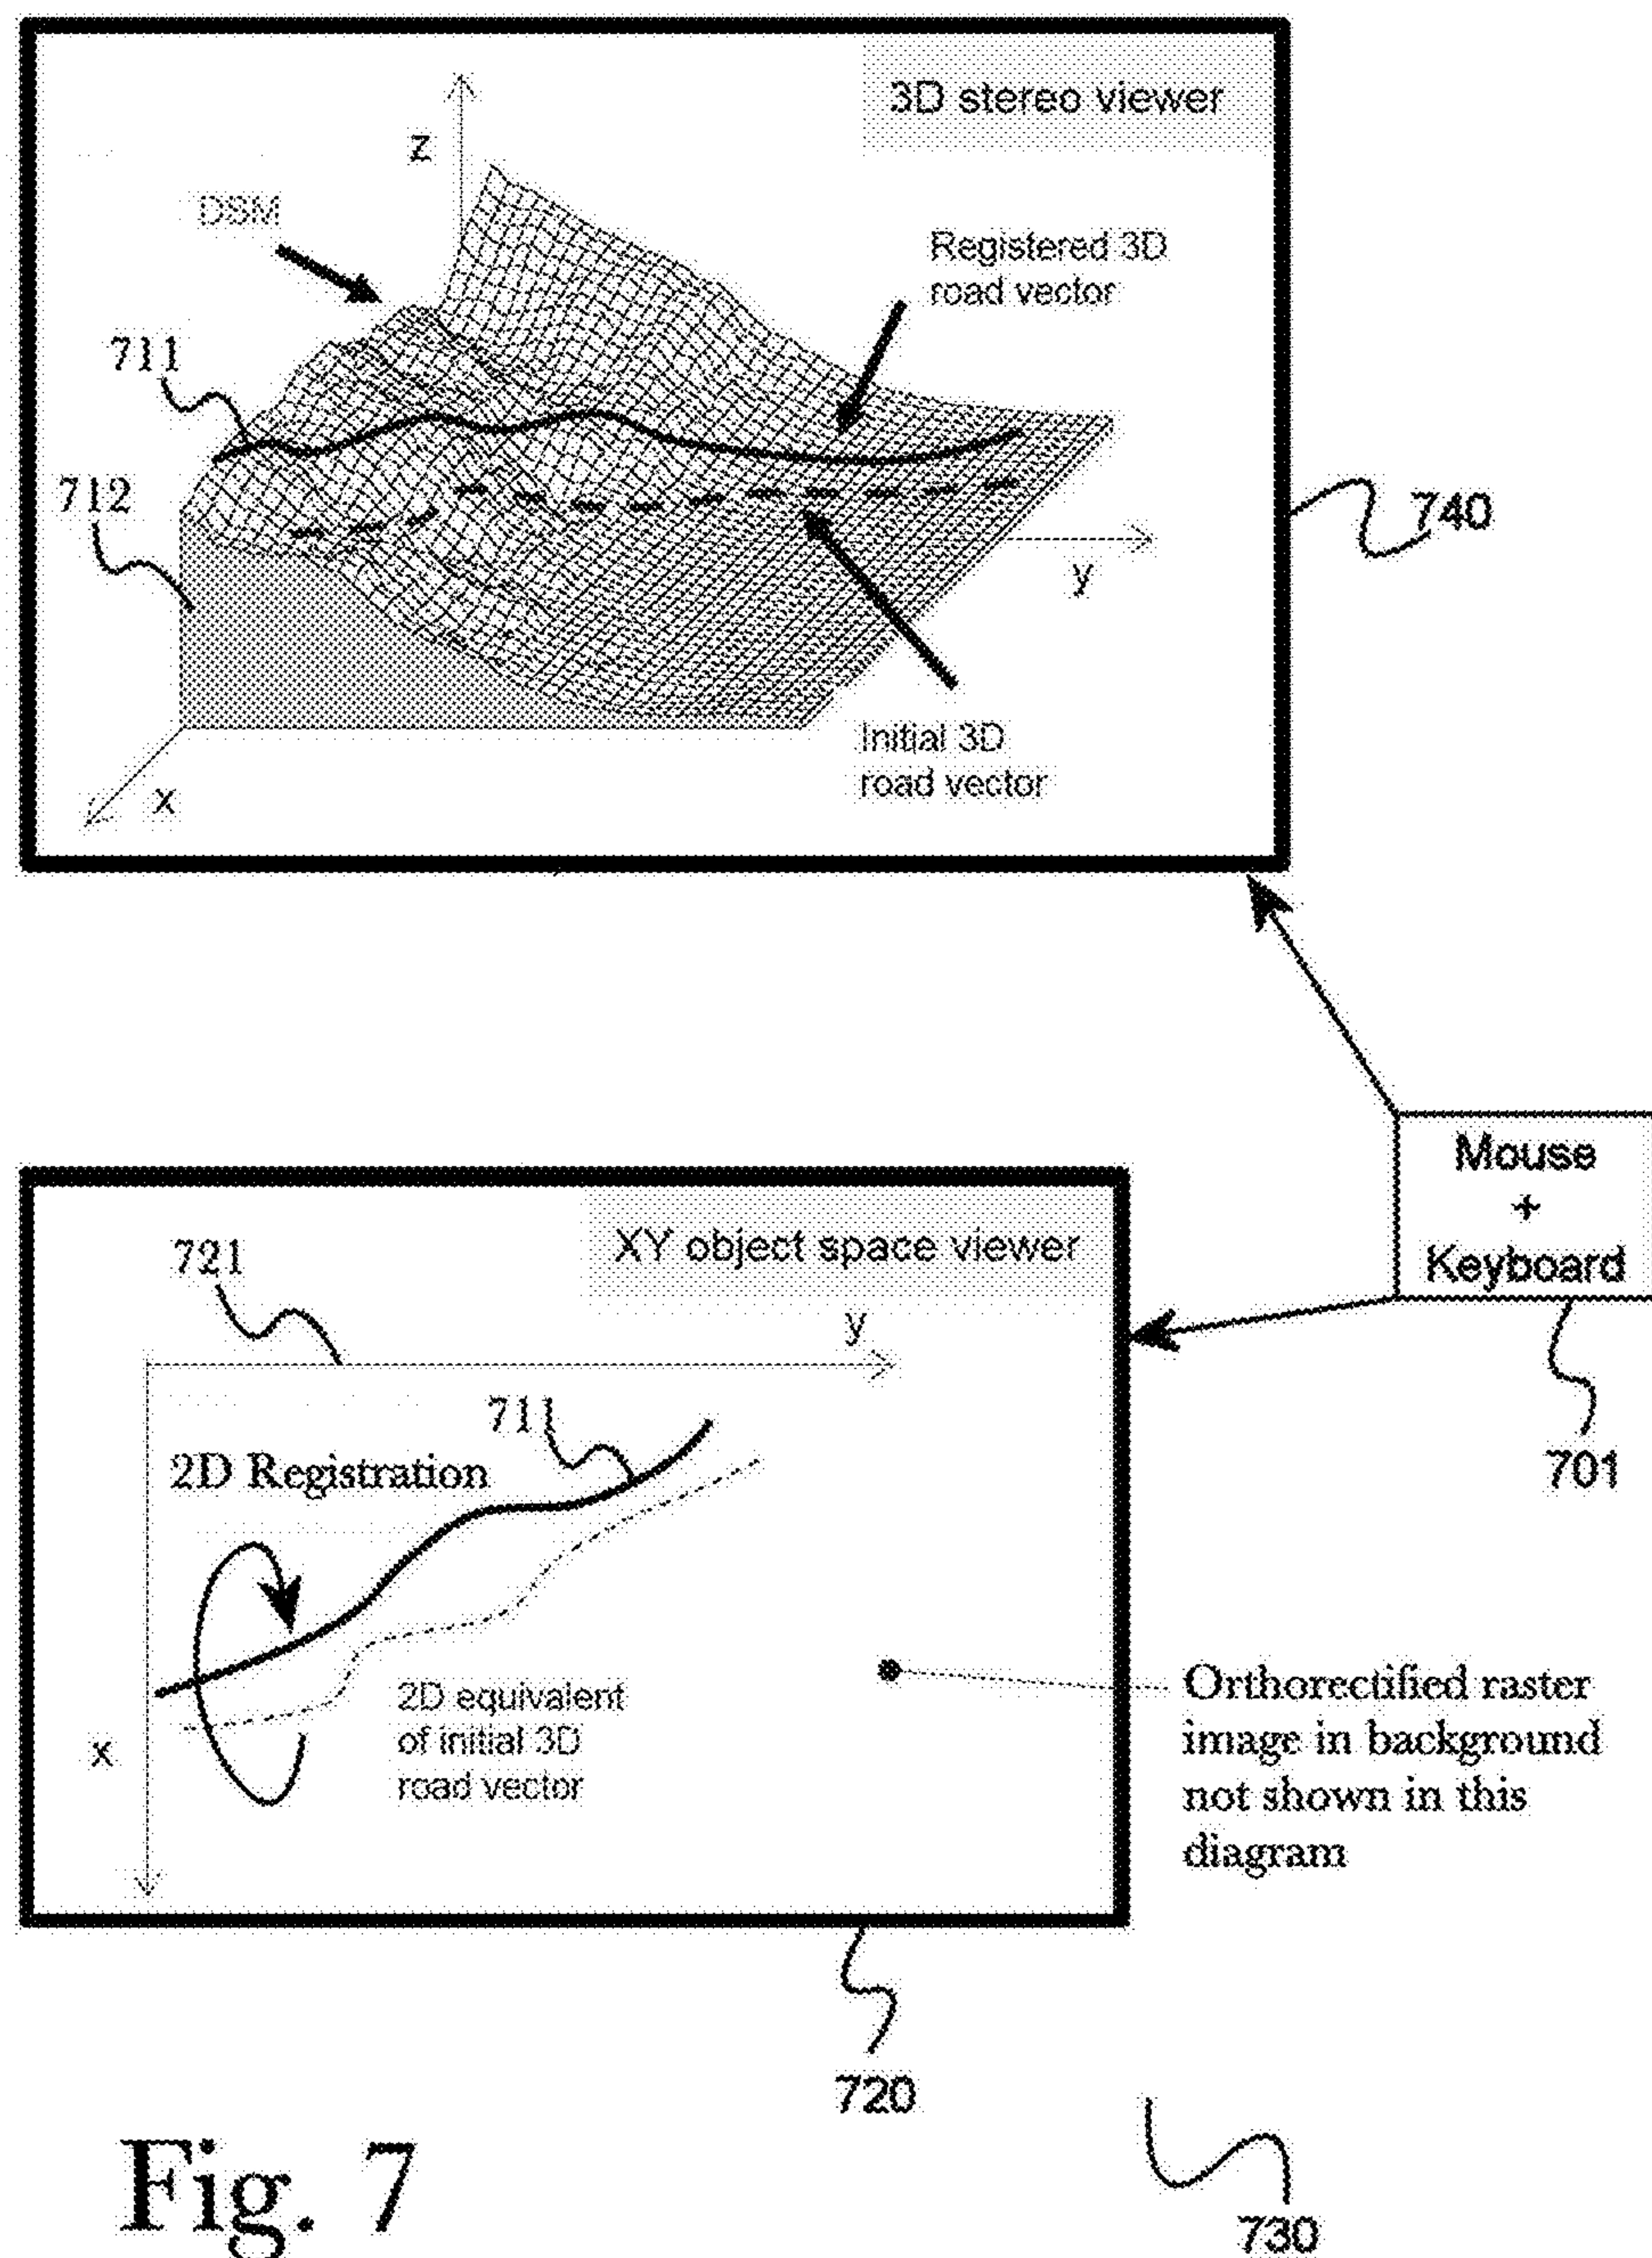 3D stereo viewer
z
DSM
Registered 3D
road vector
711
712
740
y
Initial 3D
road vector
x
Mouse
+
Keyboard
XY object space viewer
721
y
711
2D Registration
701
2D equivalent
of initial 3D
road vector
x
Orthorectified raster
image in background
not shown in this
diagram
720
Fig. 7
730